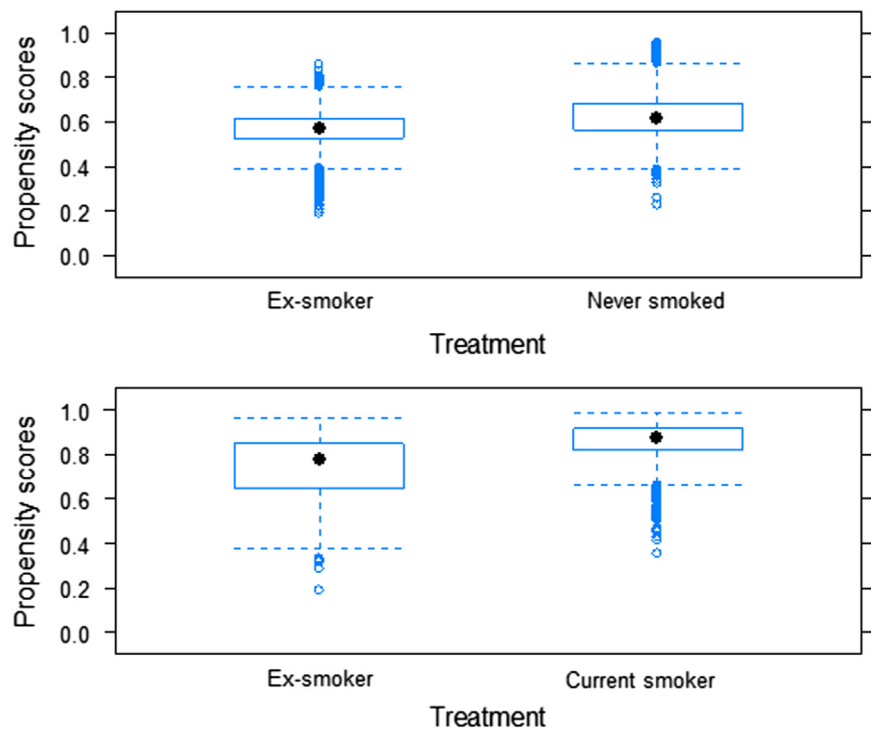 Propensity scores
1.0
0.8
0.6
0.4
0.2
0.0
Ex-smoker Never smoked
Treatment
Propensity scores
1.0
0.8
0.6
0.4
0.2
0.0
Ex-smoker Current smoker
Treatment